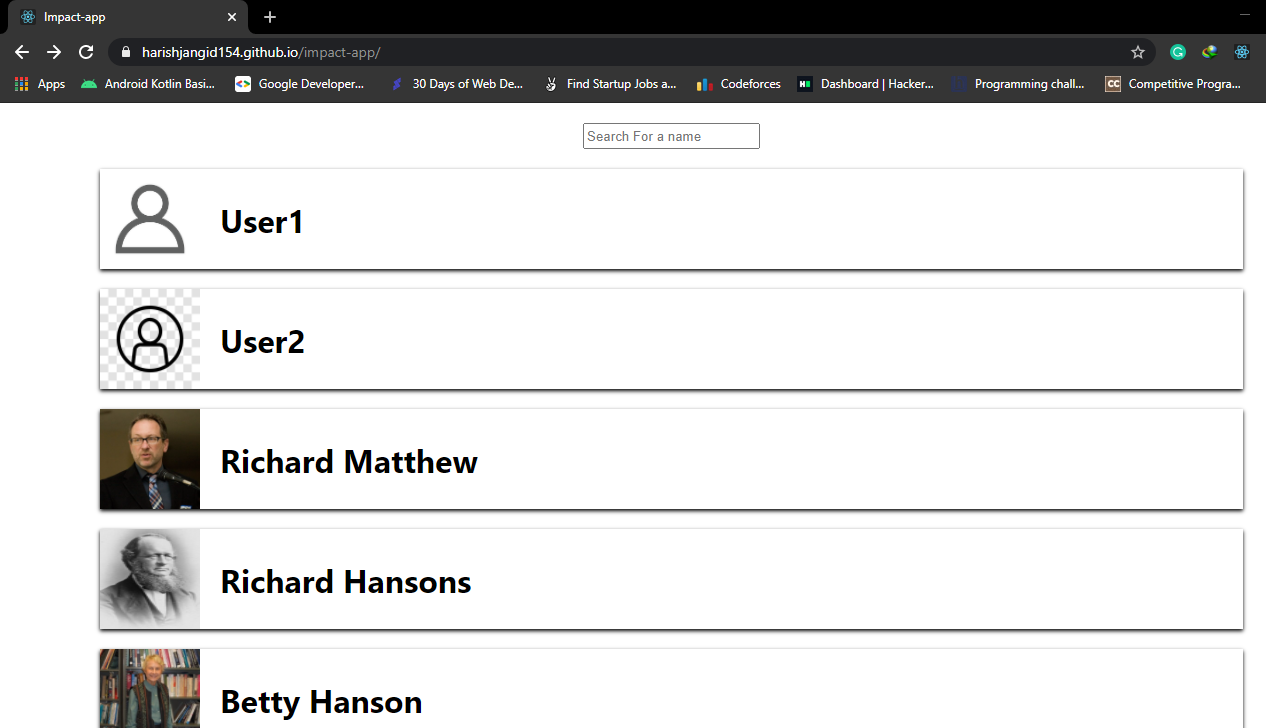 Impact-app
harishjangid154.github.io/impact-app/
Apps Android Kotlin Basi... Google Developer... 30 Days of Web De... Find Startup Jobs a... Codeforces H Dashboard | Hacker... Programming chall... CC Competitive Progra...
Search For a name
User1
User2
Richard Matthew
Richard Hansons
Betty Hanson